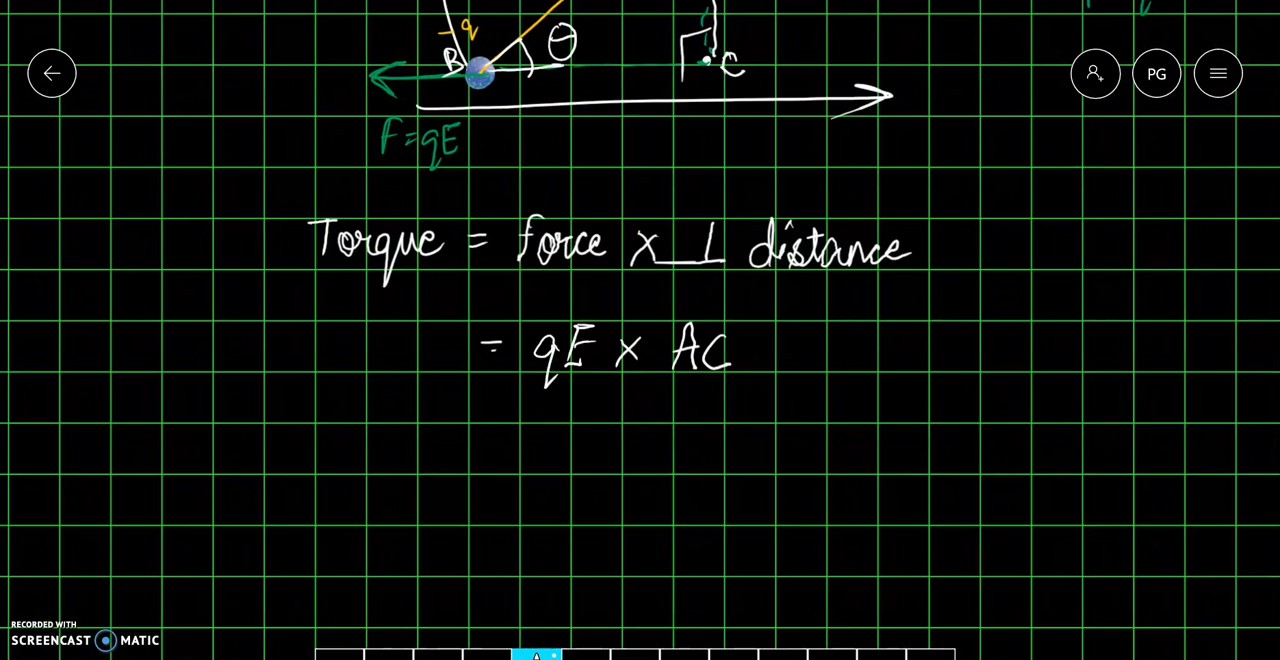 -q
B
θ
C
PG
F=qE
Torque = force × ⊥ distance
= qE × AC
RECORDED WITH
SCREENCAST MATIC